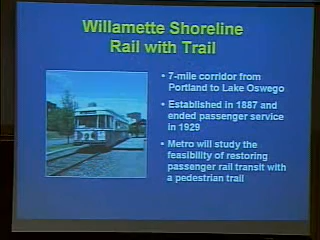 Willamette Shoreline
Rail with Trail
• 7-mile corridor from
Portland to Lake Oswego
• Established in 1887 and
ended passenger service
in 1929
• Metro will study the
feasibility of restoring
passenger rail transit with
a pedestrian trail